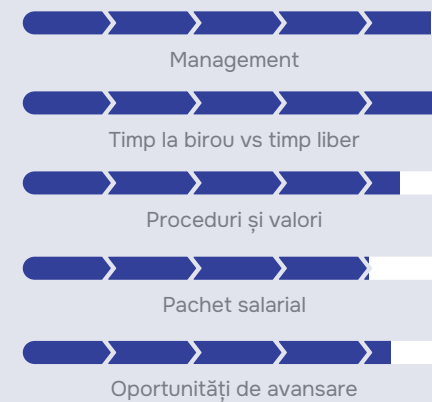 Management
Timp la birou vs timp liber
Proceduri și valori
Pachet salarial
Oportunități de avansare